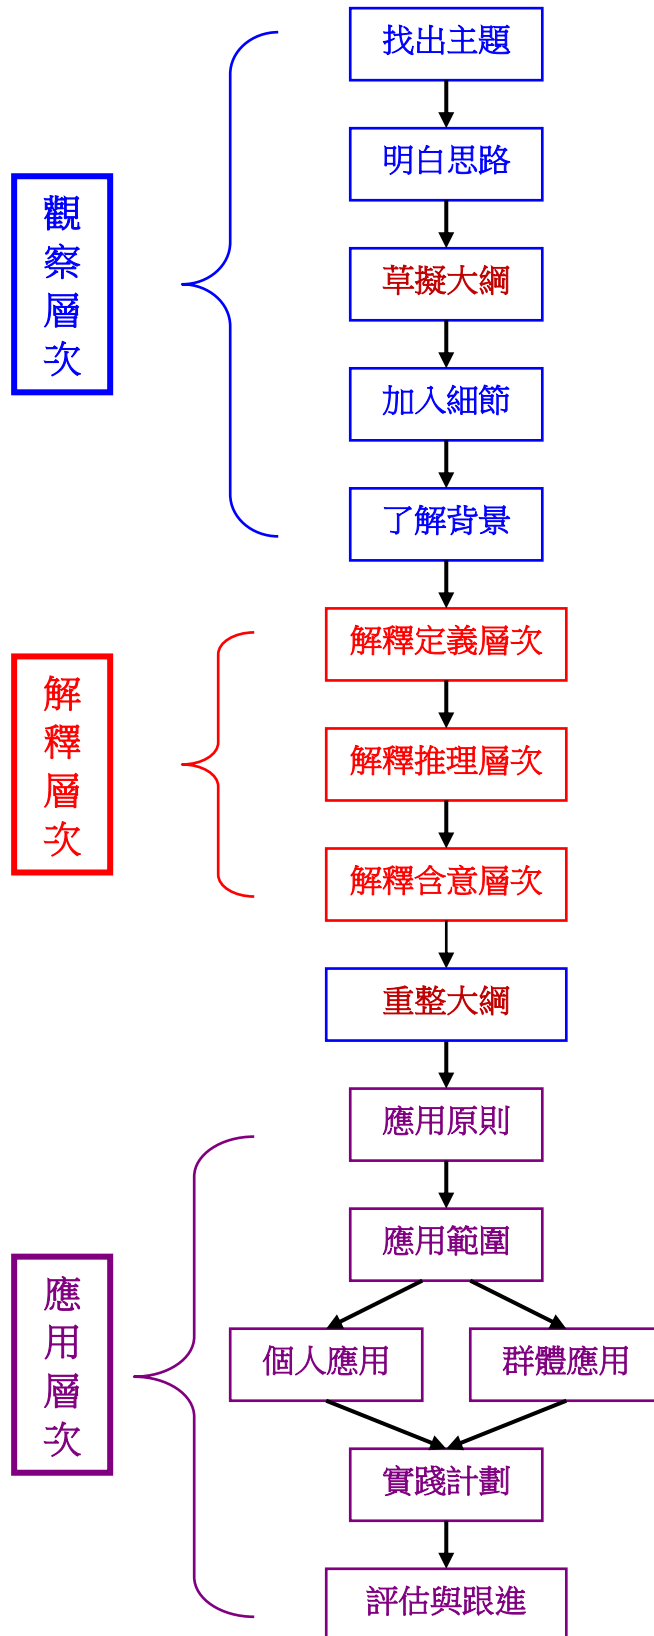 觀察層次
找出主題
明白思路
草擬大綱
加入細節
了解背景
解釋層次
解釋定義層次
解釋推理層次
解釋含意層次
重整大綱
應用層次
應用原則
應用範圍
個人應用
群體應用
實踐計劃
評估與跟進